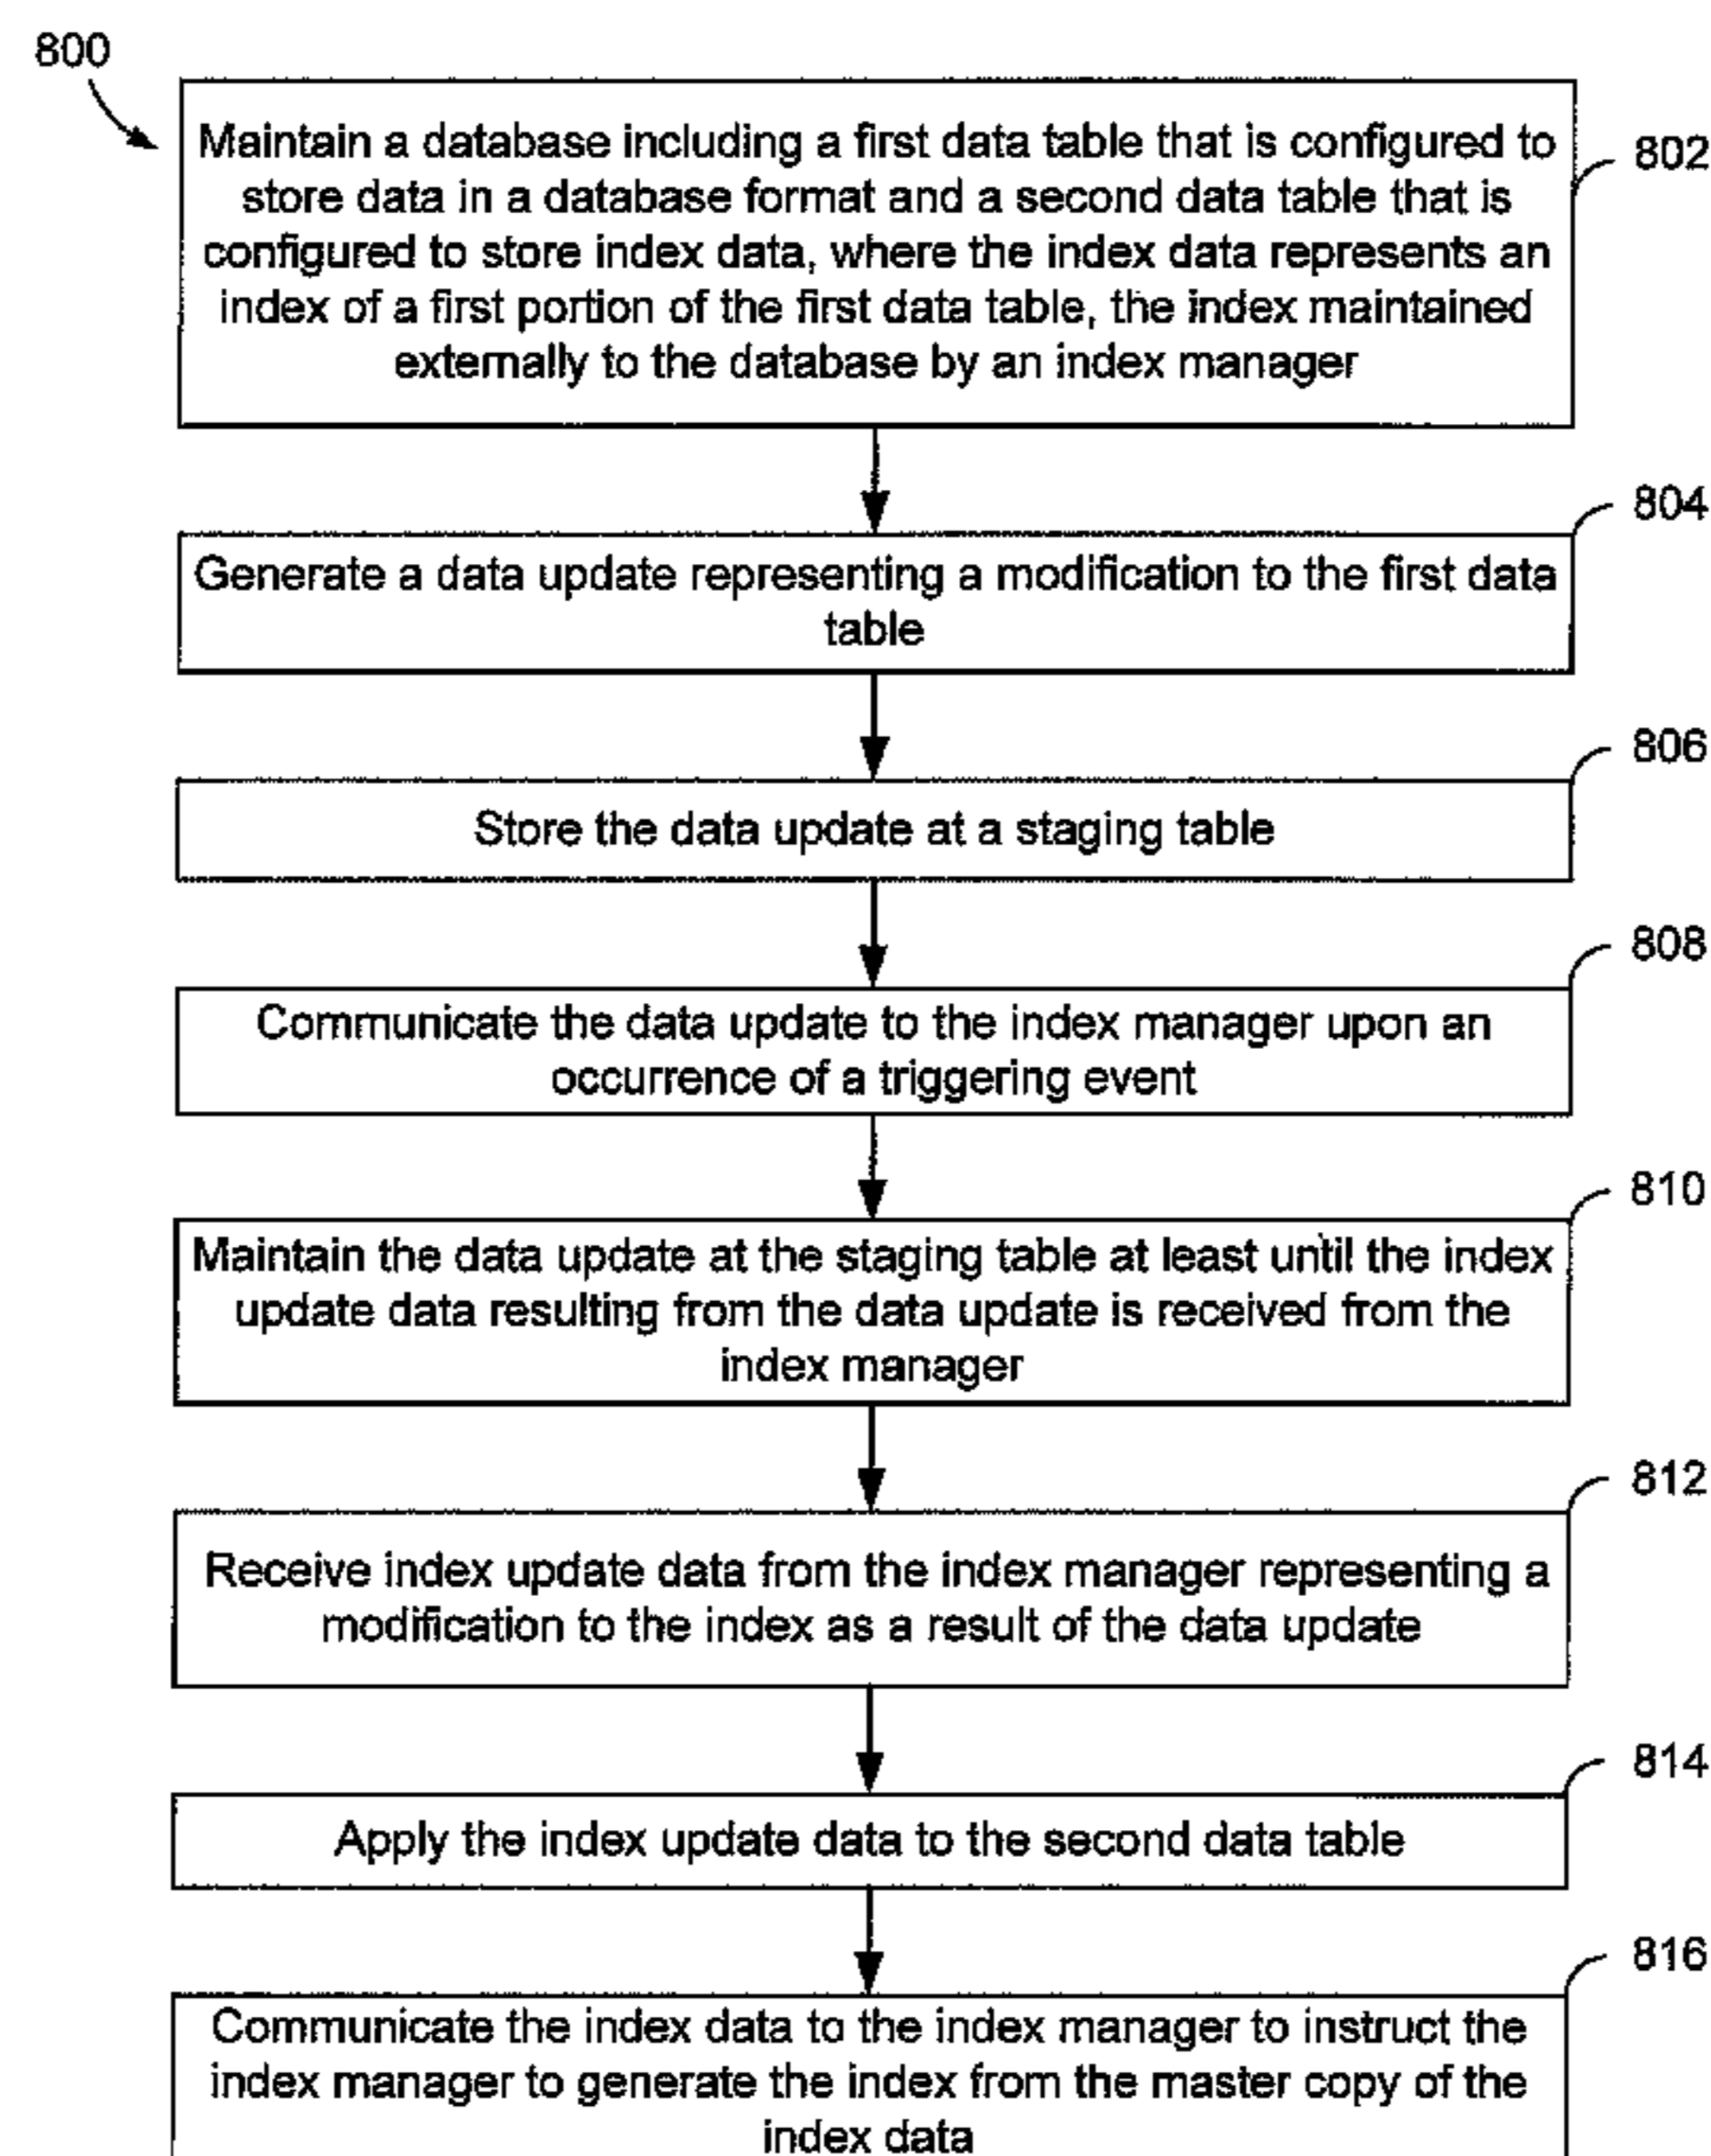 800
Maintain a database including a first data table that is configured to
store data in a database format and a second data table that is
configured to store index data, where the index data represents an
index of a first portion of the first data table, the index maintained
externally to the database by an index manager
802
804
Generate a data update representing a modification to the first data
table
806
Store the data update at a staging table
808
Communicate the data update to the index manager upon an
occurrence of a triggering event
810
Maintain the data update at the staging table at least until the index
update data resulting from the data update is received from the
index manager
812
Receive index update data from the index manager representing a
modification to the index as a result of the data update
814
Apply the index update data to the second data table
816
Communicate the index data to the index manager to instruct the
index manager to generate the index from the master copy of the
index data